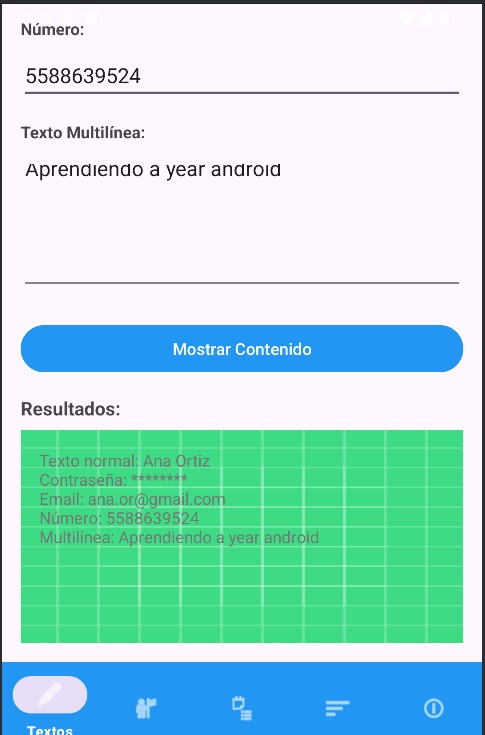 Número:
5588639524
Texto Multilínea:
Aprendiendo a year android
Mostrar Contenido
Resultados:
Texto normal: Ana Ortiz
Contraseña: ********
Email: ana.or@gmail.com
Número: 5588639524
Multilínea: Aprendiendo a year android
Textos